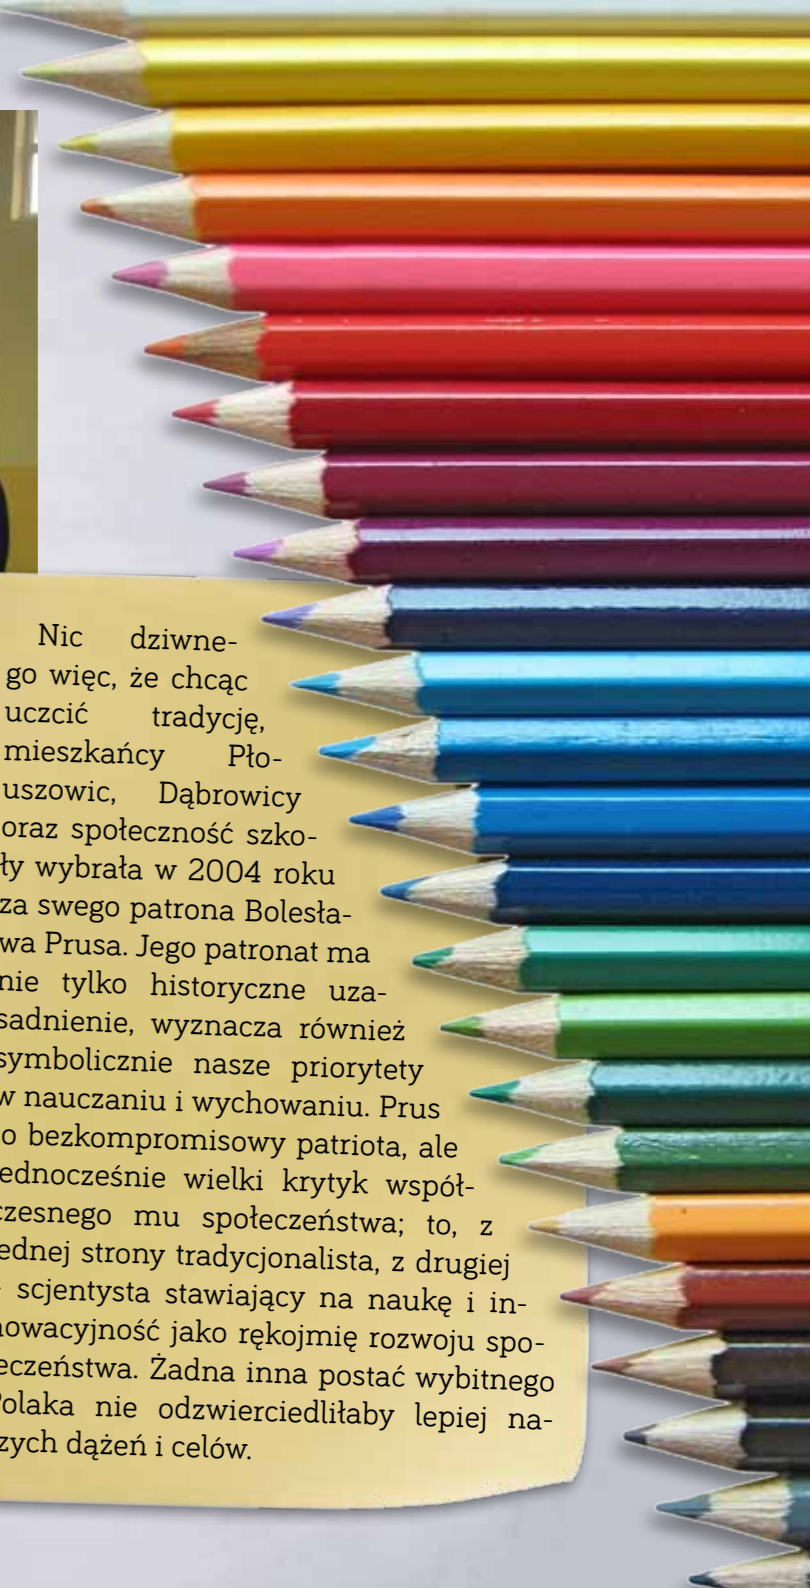 Nic dziwne-
go więc, że chcąc
uczcić tradycję,
mieszkańcy Pło-
uszowic, Dąbrowicy
oraz społeczność szko-
ły wybrała w 2004 roku
za swego patrona Bolesła-
wa Prusa. Jego patronat ma
nie tylko historyczne uza-
sadnienie, wyznacza również
symbolicznie nasze priorytety
w nauczaniu i wychowaniu. Prus
o bezkompromisowy patriota, ale
ednocześnie wielki krytyk współ-
czesnego mu społeczeństwa; to, z
ednej strony tradycjonalista, z drugiej
- scjentysta stawiający na naukę i in-
nowacyjność jako rękojmię rozwoju spo-
eczeństwa. Żadna inna postać wybitnego
Polaka nie odzwierciedliłaby lepiej na-
zych dążeń i celów.